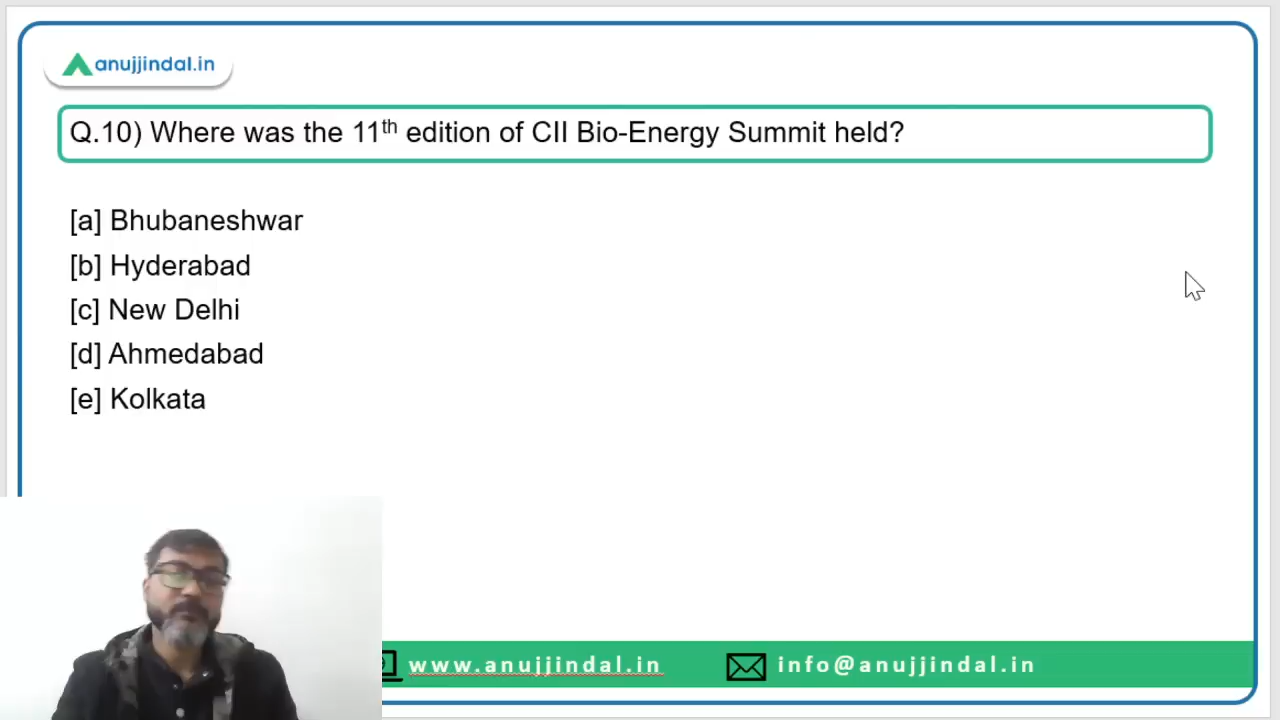 anujjindal.in
Q.10) Where was the 11th edition of CII Bio-Energy Summit held?
[a] Bhubaneshwar
[b] Hyderabad
[c] New Delhi
[d] Ahmedabad
[e] Kolkata
www.anujjindal.in info@anujjindal.in